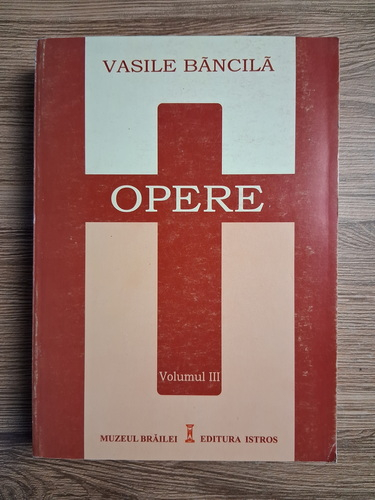 VASILE BĂNCILĂ
OPERE
Volumul III
MUZEUL BRĂILEI EDITURA ISTROS